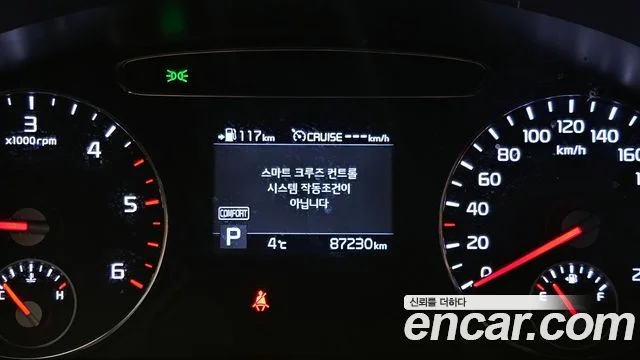 117km
CRUISE ---km/h
3
x1000rpm
4
5
6
스마트 크루즈 컨트롤
시스템 작동조건이
아닙니다
COMFORT
P
4℃
87230km
120
100
140
80
160
km/h
20
0
C
H
E
F
신뢰를 더하다
encar.com